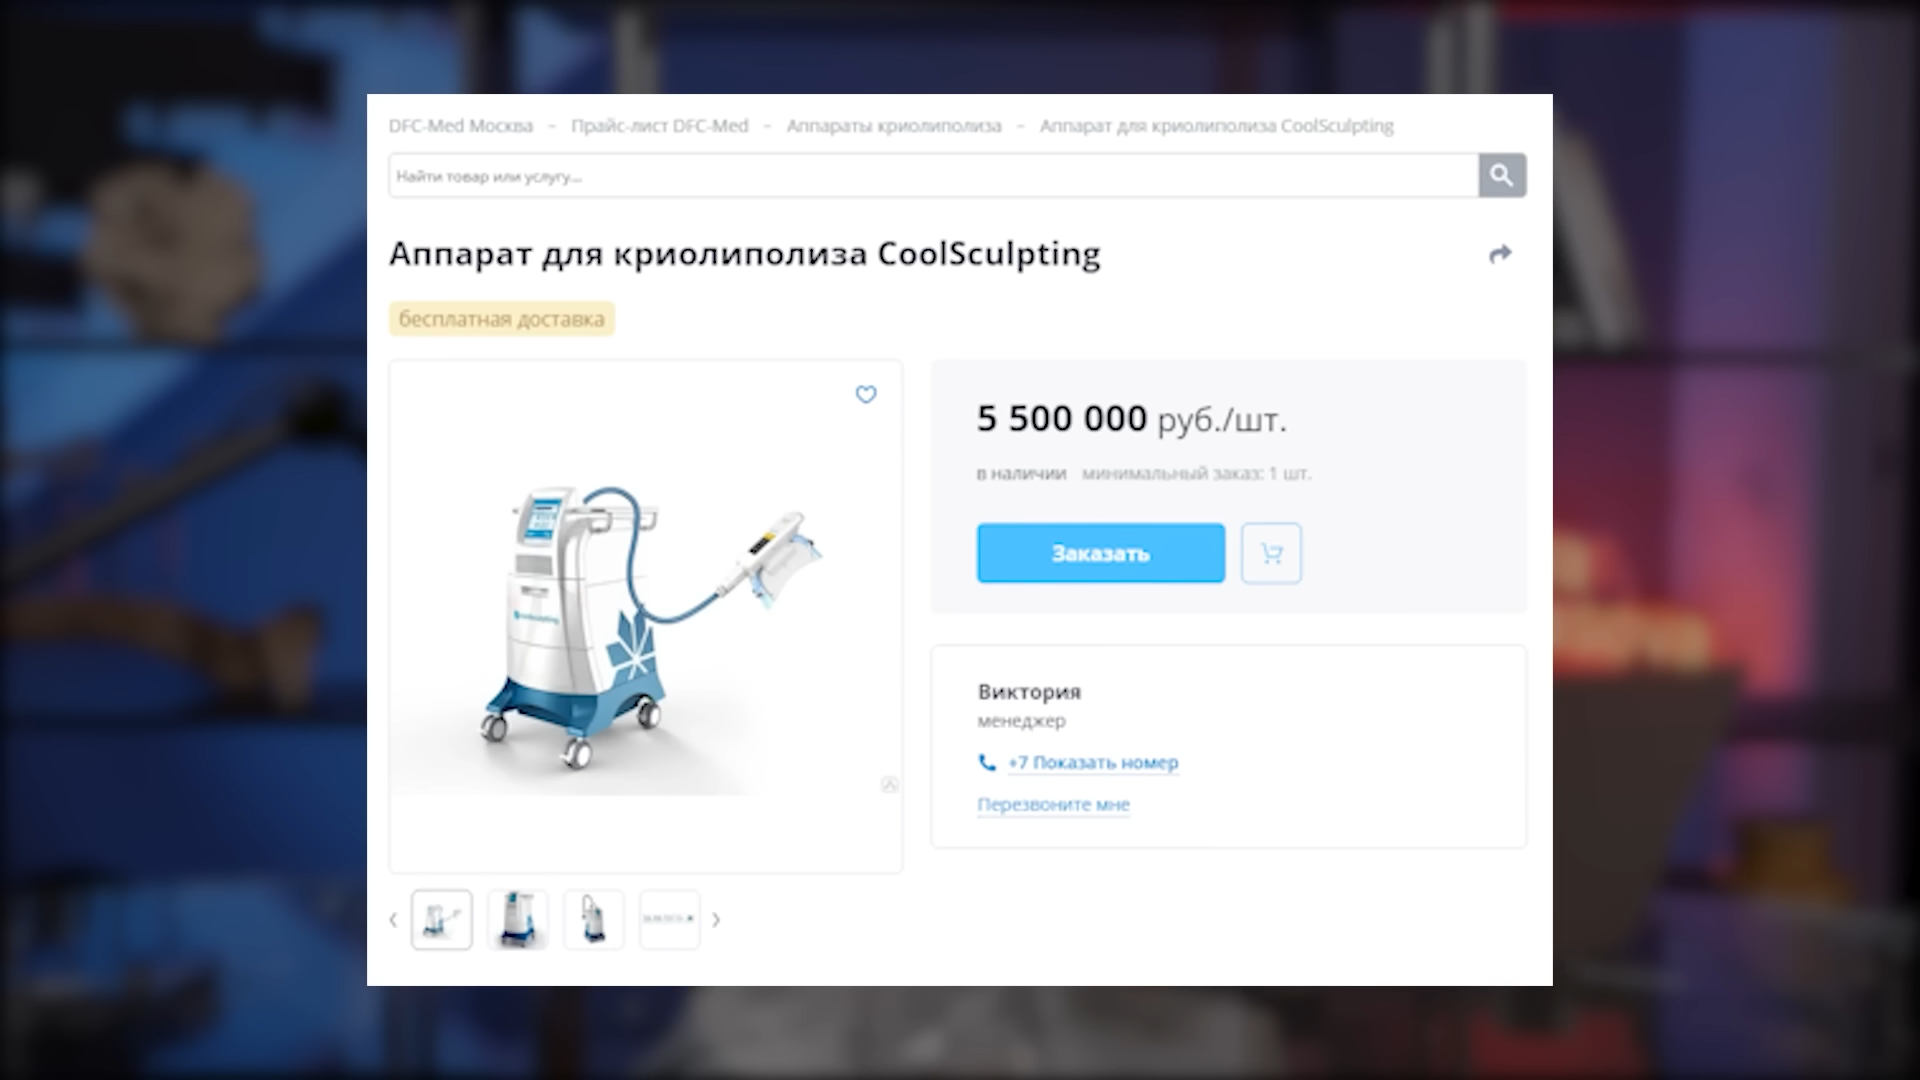 DFC-Med Москва – Прайс-лист DFC-Med – Аппараты криолиполиза – Аппарат для криолиполиза CoolSculpting
Найти товар или услугу...
Аппарат для криолиполиза CoolSculpting
бесплатная доставка
5 500 000 руб./шт.
в наличии минимальный заказ: 1 шт.
Заказать
Виктория
менеджер
+7 Показать номер
Перезвоните мне